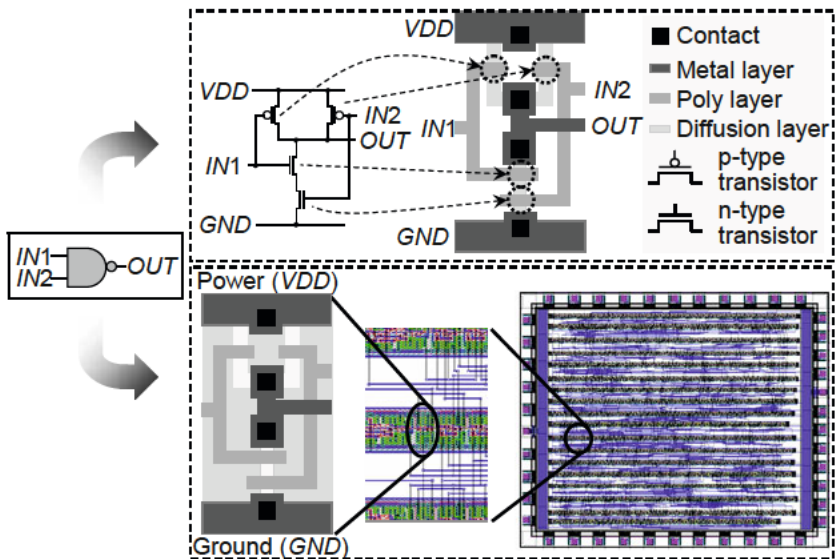 VDD
Contact
Metal layer
Poly layer
Diffusion layer
p-type
transistor
n-type
transistor
VDD
IN2
OUT
IN1
GND
IN1
IN2
OUT
GND
IN1
IN2
OUT
Power (VDD)
Ground (GND)